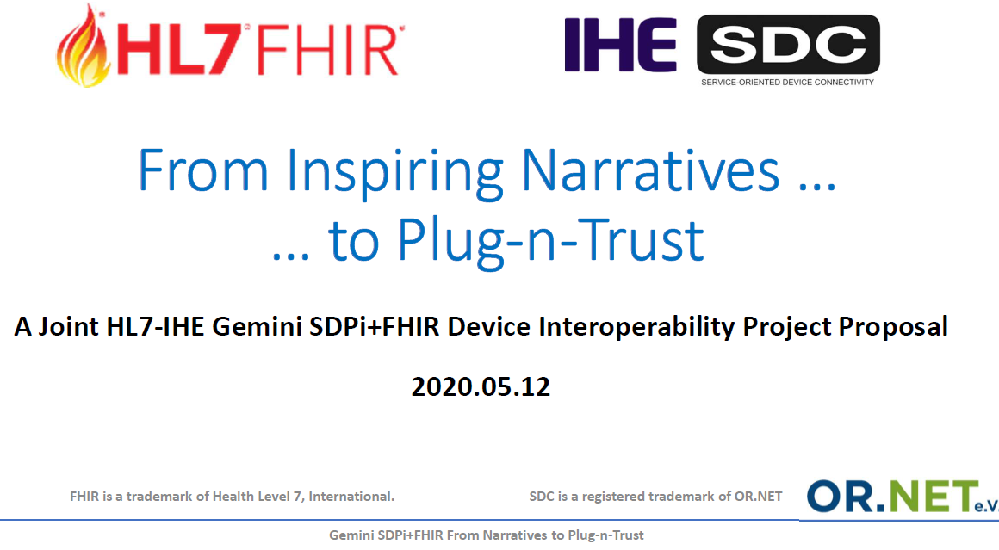 HL7® FHIR®
IHE SDC
SERVICE-ORIENTED DEVICE CONNECTIVITY
From Inspiring Narratives ...
... to Plug-n-Trust
A Joint HL7-IHE Gemini SDPi+FHIR Device Interoperability Project Proposal
2020.05.12
FHIR is a trademark of Health Level 7, International.
SDC is a registered trademark of OR.NET
OR.NET e.V.
Gemini SDPi+FHIR From Narratives to Plug-n-Trust